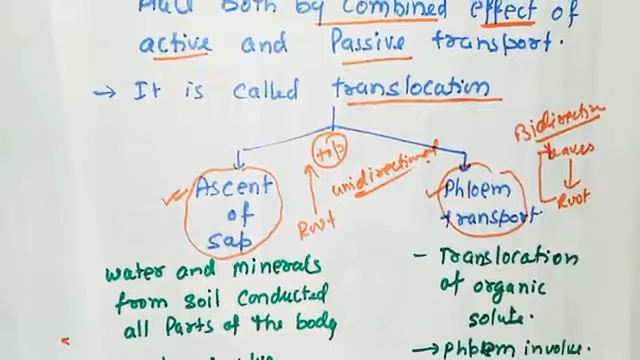 both by combined effect of
active and Passive transport.
→ It is called translocation
Ascent
of
sap
top
Root
unidirectional
Phloem
transport
Bidirection
leaves
Root
water and minerals
from soil conducted
all Parts of the body
- Translocation
of organic
solute.
→ Phloem involve.